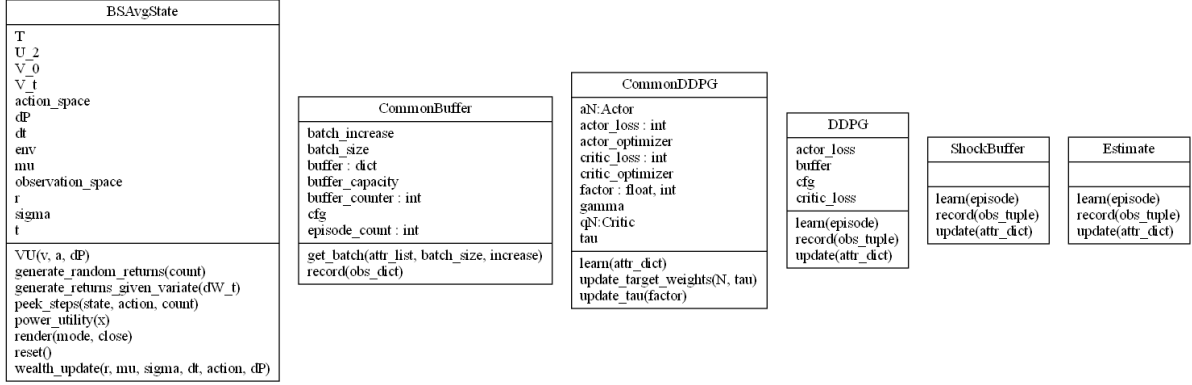 BSAvgState
T
U_2
V_0
V_t
action_space
dP
dt
env
mu
observation_space
r
sigma
t
VU(v, a, dP)
generate_random_returns(count)
generate_returns_given_variate(dW_t)
peek_steps(state, action, count)
power_utility(x)
render(mode, close)
reset()
wealth_update(r, mu, sigma, dt, action, dP)
CommonBuffer
batch_increase
batch_size
buffer : dict
buffer_capacity
buffer_counter : int
cfg
episode_count : int
get_batch(attr_list, batch_size, increase)
record(obs_dict)
CommonDDPG
aN:Actor
actor_loss : int
actor_optimizer
critic_loss : int
critic_optimizer
factor : float, int
gamma
qN:Critic
tau
learn(attr_dict)
update_target_weights(N, tau)
update_tau(factor)
DDPG
actor_loss
buffer
cfg
critic_loss
learn(episode)
record(obs_tuple)
update(attr_dict)
ShockBuffer
learn(episode)
record(obs_tuple)
update(attr_dict)
Estimate
learn(episode)
record(obs_tuple)
update(attr_dict)